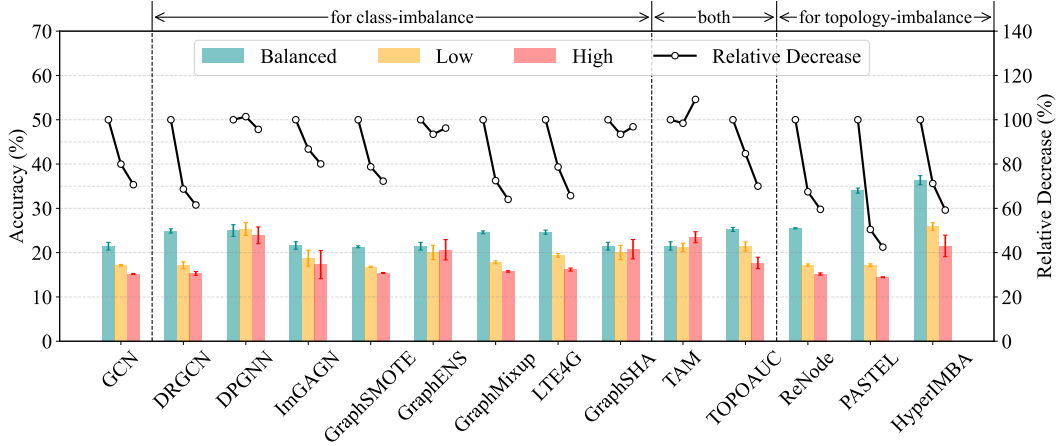 for class-imbalance
both
for topology-imbalance
Balanced
Low
High
Relative Decrease
Accuracy (%)
70
60
50
40
30
20
10
0
140
120
100
80
60
40
20
0
Relative Decrease (%)
GCN
DRGCN
DPGNN
ImGAGN
GraphSMOTE
GraphENS
GraphMixup
LTE4G
GraphSHA
TAM
TOPOAUC
ReNode
PASTEL
HyperIMBA